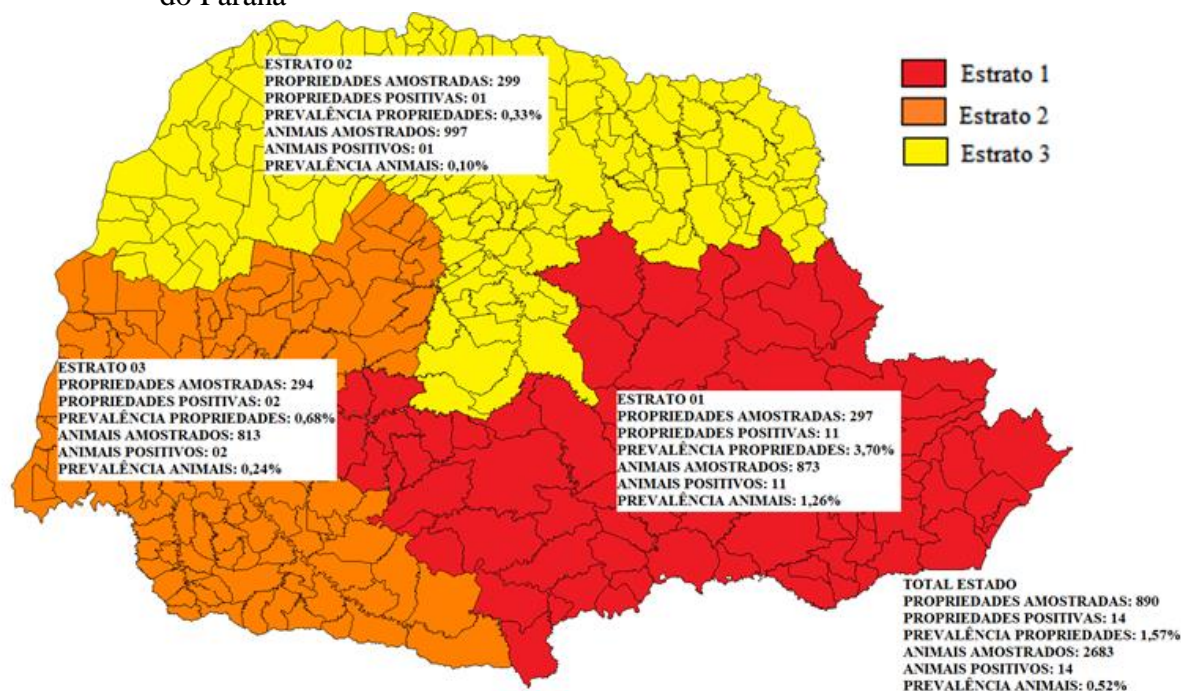 do Paraná
ESTRATO 02
PROPRIEDADES AMOSTRADAS: 299
PROPRIEDADES POSITIVAS: 01
PREVALÊNCIA PROPRIEDADES: 0,33%
ANIMAIS AMOSTRADOS: 997
ANIMAIS POSITIVOS: 01
PREVALÊNCIA ANIMAIS: 0,10%
Estrato 1
Estrato 2
Estrato 3
ESTRATO 03
PROPRIEDADES AMOSTRADAS: 294
PROPRIEDADES POSITIVAS: 02
PREVALÊNCIA PROPRIEDADES: 0,68%
ANIMAIS AMOSTRADOS: 813
ANIMAIS POSITIVOS: 02
PREVALÊNCIA ANIMAIS: 0,24%
ESTRATO 01
PROPRIEDADES AMOSTRADAS: 297
PROPRIEDADES POSITIVAS: 11
PREVALÊNCIA PROPRIEDADES: 3,70%
ANIMAIS AMOSTRADOS: 873
ANIMAIS POSITIVOS: 11
PREVALÊNCIA ANIMAIS: 1,26%
TOTAL ESTADO
PROPRIEDADES AMOSTRADAS: 890
PROPRIEDADES POSITIVAS: 14
PREVALÊNCIA PROPRIEDADES: 1,57%
ANIMAIS AMOSTRADOS: 2683
ANIMAIS POSITIVOS: 14
PREVALÊNCIA ANIMAIS: 0,52%